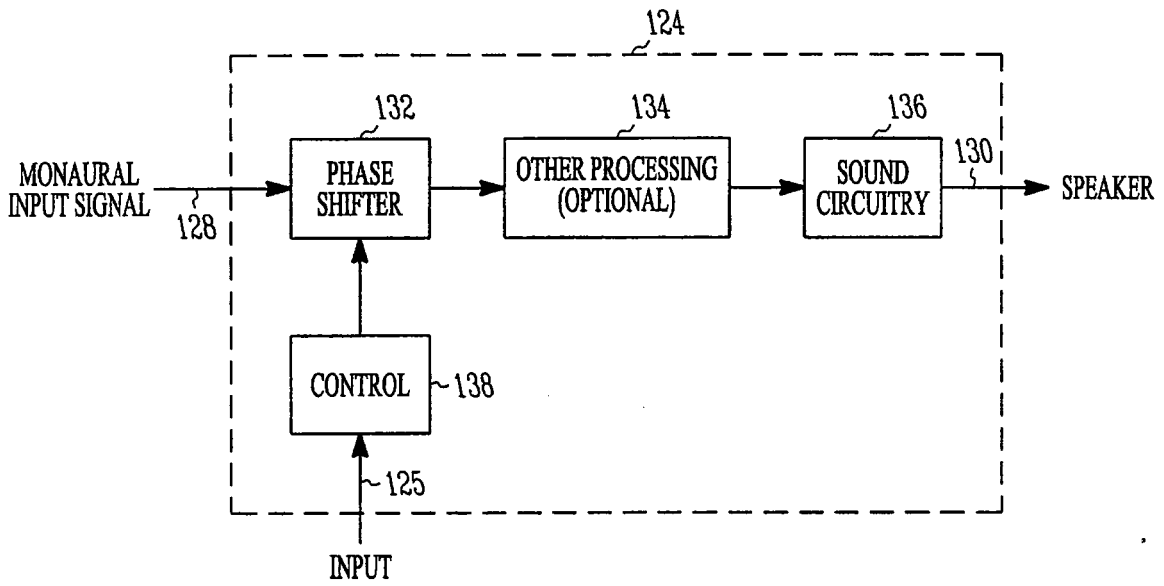 124
132
134
136
MONAURAL
INPUT SIGNAL
128
PHASE
SHIFTER
OTHER PROCESSING
(OPTIONAL)
SOUND
CIRCUITRY
130
SPEAKER
CONTROL
138
125
INPUT